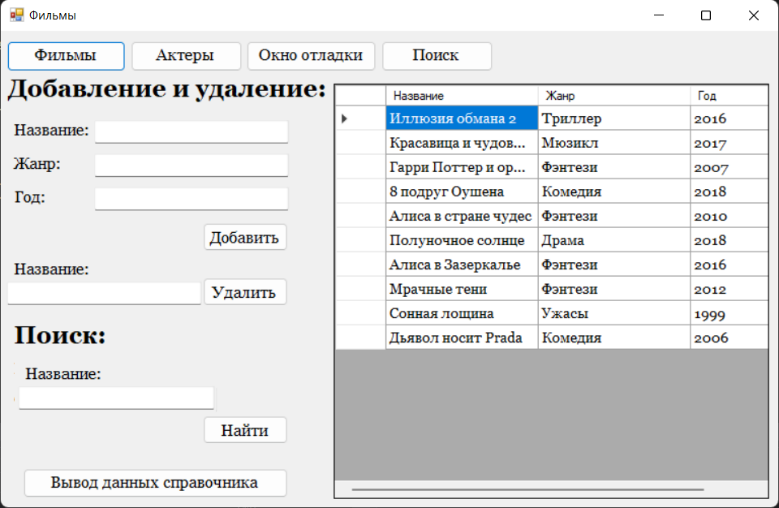 Фильмы
Фильмы Актеры Окно отладки Поиск
Добавление и удаление:
Название:
Жанр:
Год:
Добавить
Название:
Удалить
Поиск:
Название:
Найти
Вывод данных справочника
Название Жанр Год
Иллюзия обмана 2 Триллер 2016
Красавица и чудов... Мюзикл 2017
Гарри Поттер и ор... Фэнтези 2007
8 подруг Оушена Комедия 2018
Алиса в стране чудес Фэнтези 2010
Полуночное солнце Драма 2018
Алиса в Зазеркалье Фэнтези 2016
Мрачные тени Фэнтези 2012
Сонная лощина Ужасы 1999
Дьявол носит Prada Комедия 2006